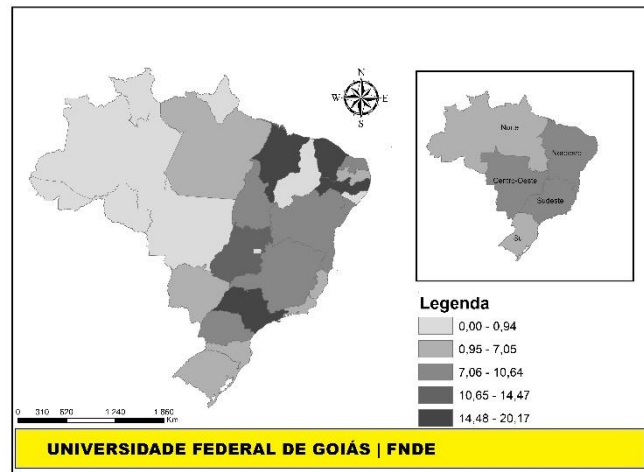 N
W E
S
Norte
Nordeste
Centro-Oeste
Sudeste
Sul
Legenda
0,00 - 0,94
0,95 - 7,05
7,06 - 10,64
10,65 - 14,47
14,48 - 20,17
0 310 620 1 240 1 860
Km
UNIVERSIDADE FEDERAL DE GOIÁS | FNDE